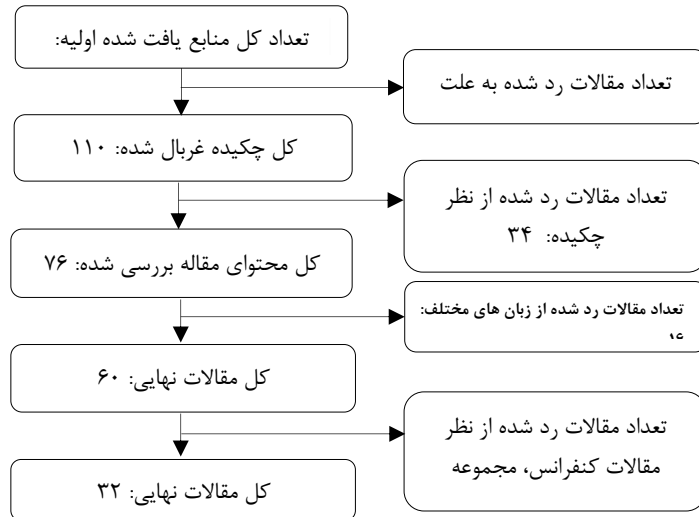 تعداد کل منابع یافت شده اولیه:
تعداد مقالات رد شده به علت
کل چکیده غربال شده: ۱۱۰
تعداد مقالات رد شده از نظر
چکیده: ۳۴
کل محتوای مقاله بررسی شده: ۷۶
تعداد مقالات رد شده از زبان های مختلف:
کل مقالات نهایی: ۶۰
تعداد مقالات رد شده از نظر
مقالات کنفرانس، مجموعه
کل مقالات نهایی: ۳۲